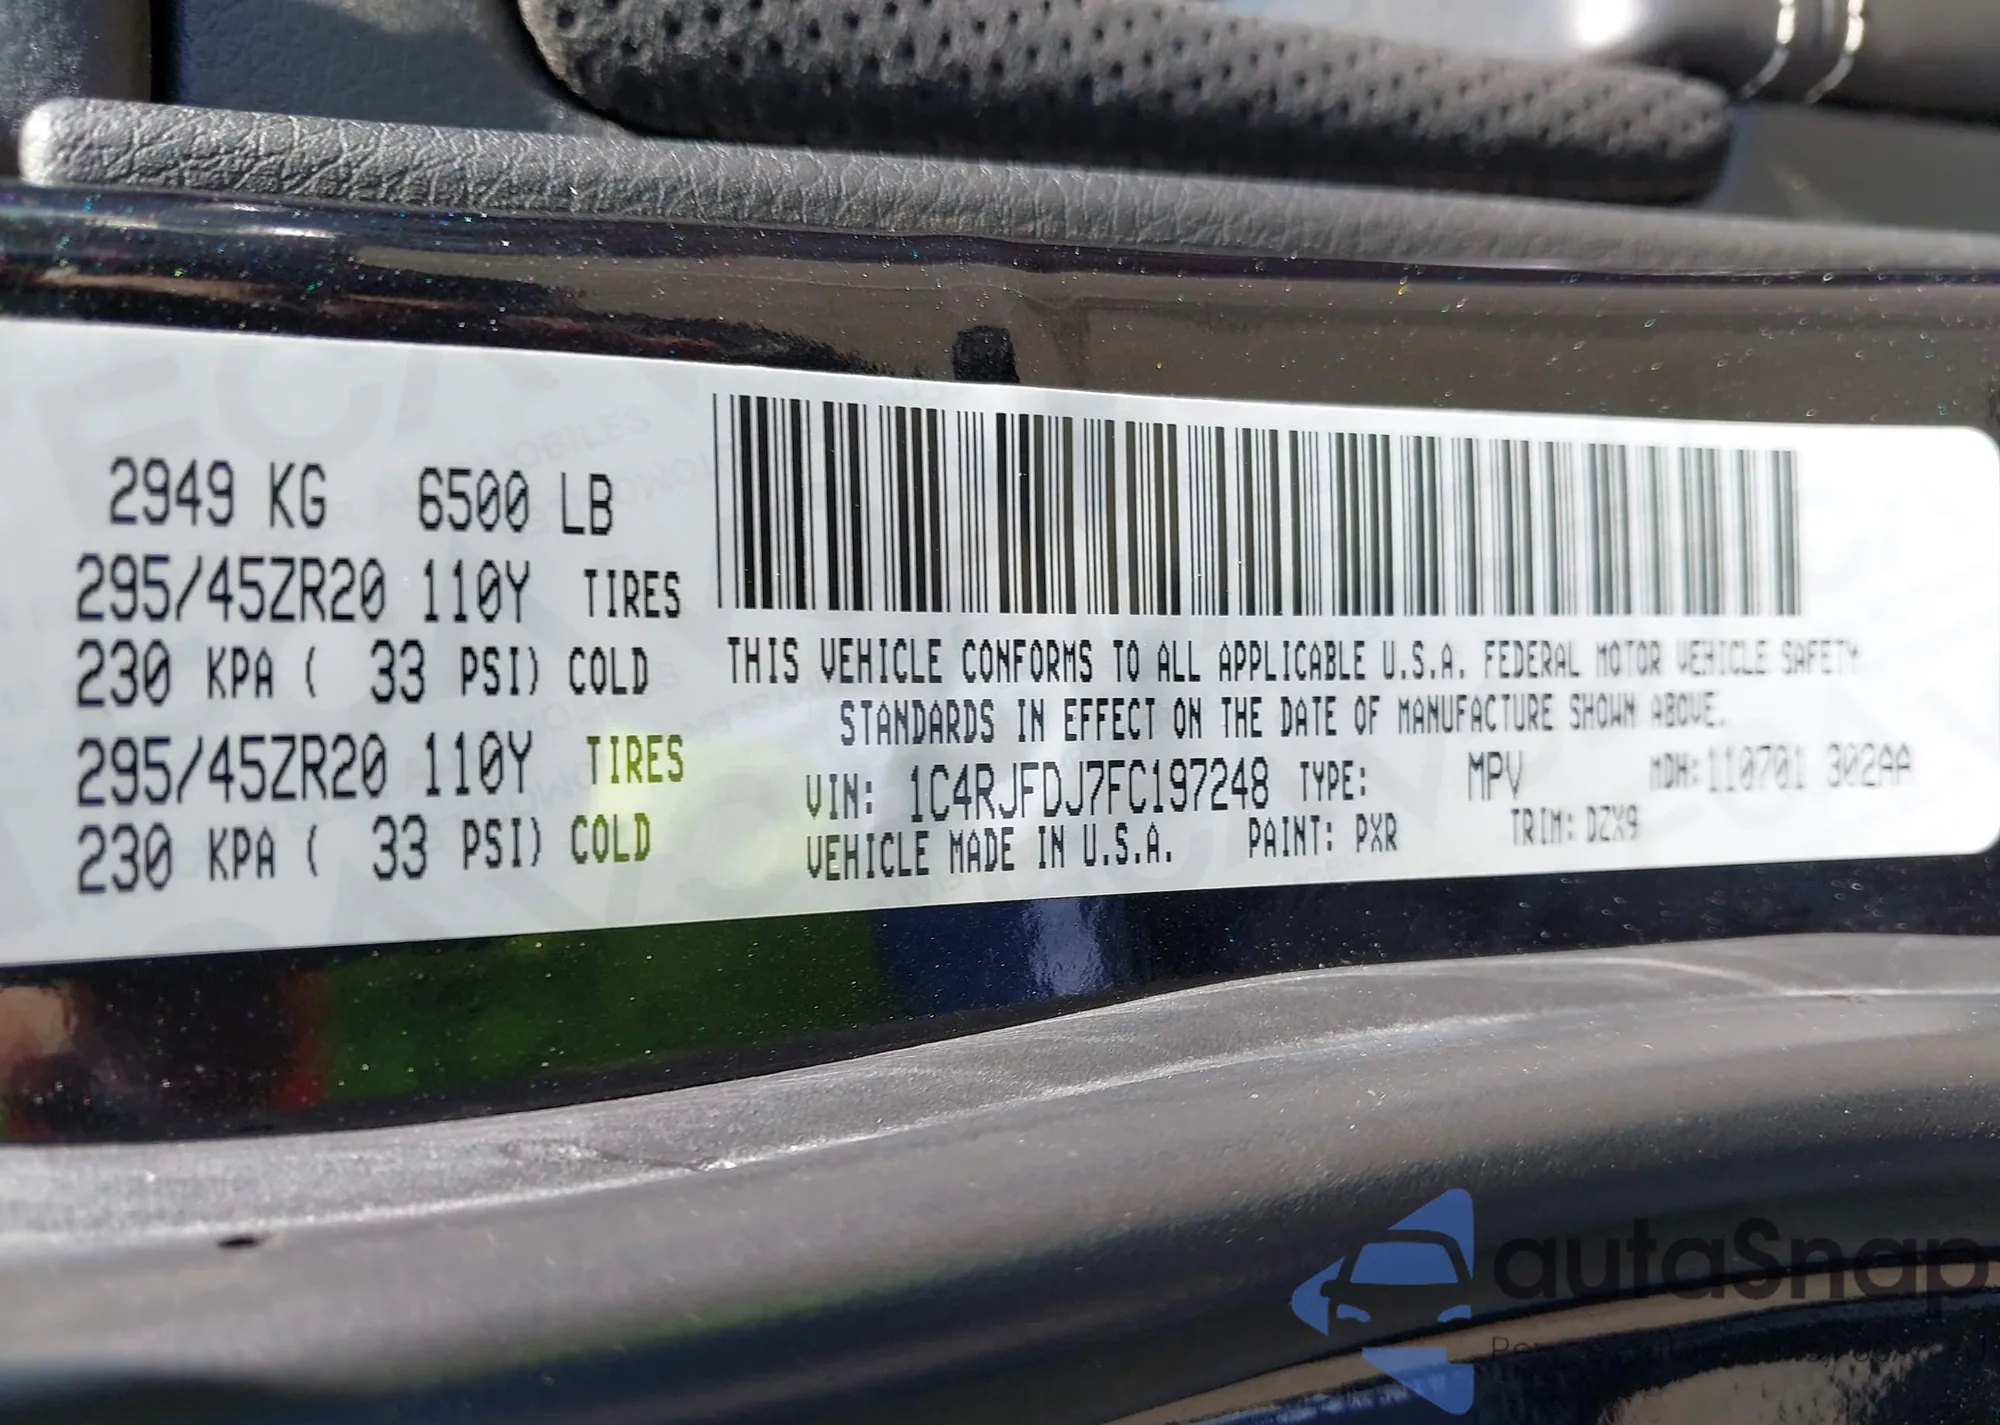 2949 KG 6500 LB
295/45ZR20 110Y TIRES
230 KPA ( 33 PSI) COLD
295/45ZR20 110Y TIRES
230 KPA ( 33 PSI) COLD
THIS VEHICLE CONFORMS TO ALL APPLICABLE U.S.A. FEDERAL MOTOR VEHICLE SAFETY
STANDARDS IN EFFECT ON THE DATE OF MANUFACTURE SHOWN ABOVE.
VIN: 1C4RJFDJ7FC197248 TYPE: MPV MDH: 110701 302AA
VEHICLE MADE IN U.S.A. PAINT: PXR TRIM: DZX9
autaSnap